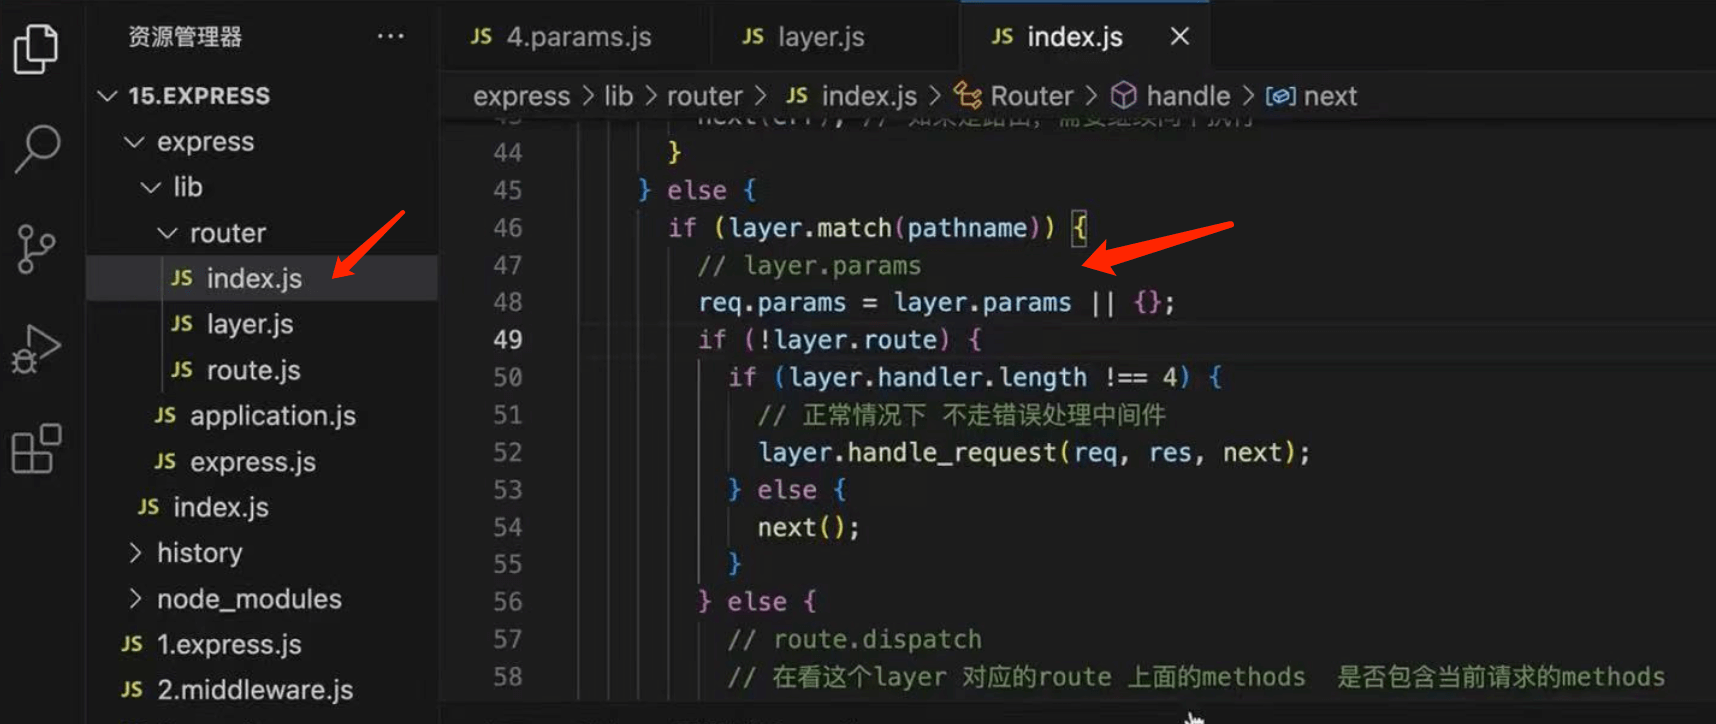 资源管理器 ···
15.EXPRESS
express
lib
router
JS index.js
JS layer.js
JS route.js
JS application.js
JS express.js
JS index.js
history
node_modules
JS 1.express.js
JS 2.middleware.js
JS 4.params.js JS layer.js JS index.js
express > lib > router > JS index.js > Router > handle > next
44 }
45 } else {
46 if (layer.match(pathname)) {
47 // layer.params
48 req.params = layer.params || {};
49 if (!layer.route) {
50 if (layer.handler.length !== 4) {
51 // 正常情况下 不走错误处理中间件
52 layer.handle_request(req, res, next);
53 } else {
54 next();
55 }
56 } else {
57 // route.dispatch
58 // 在看这个layer 对应的route 上面的methods 是否包含当前请求的methods